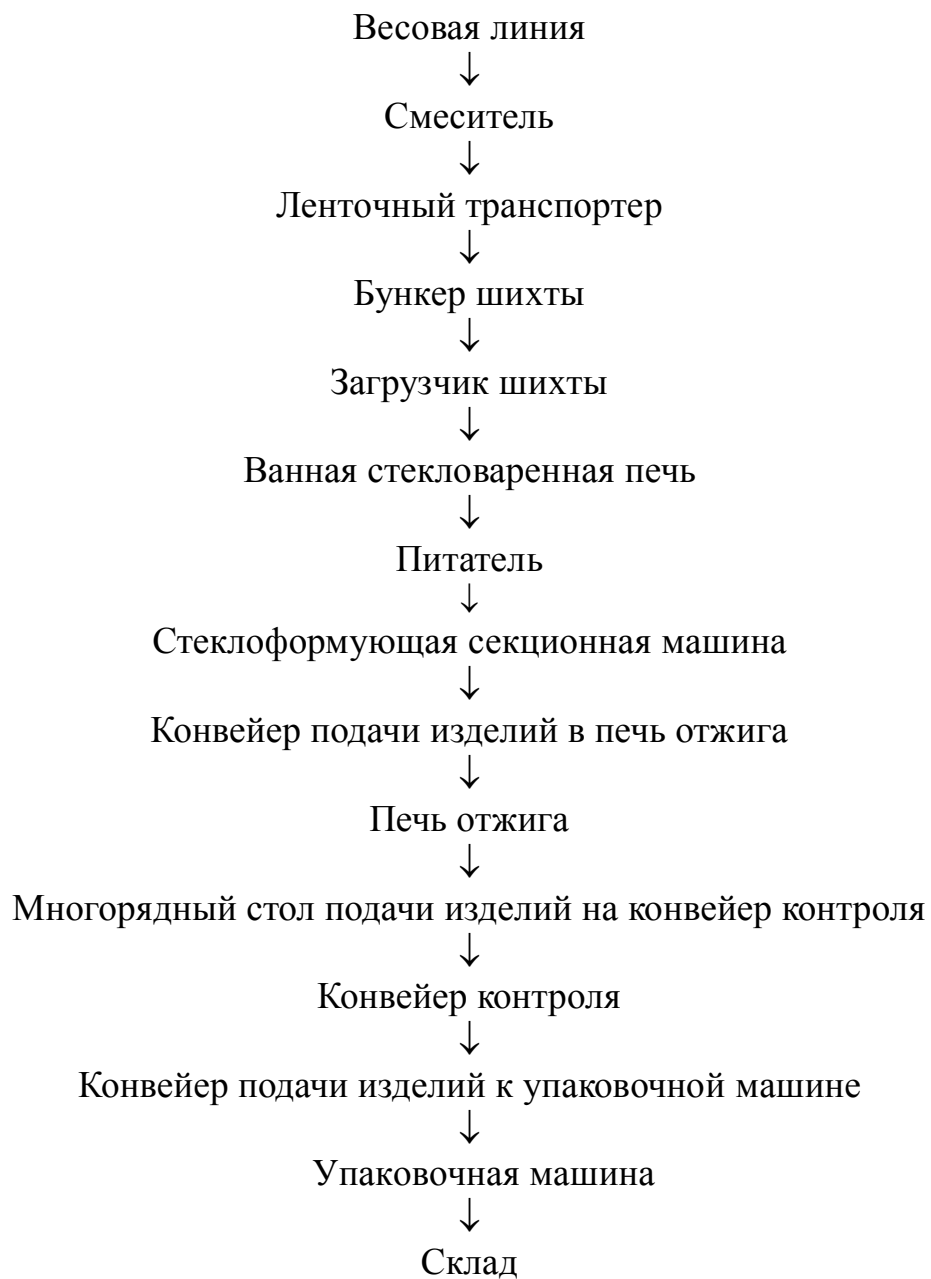 Весовая линия
↓
Смеситель
↓
Ленточный транспортер
↓
Бункер шихты
↓
Загрузчик шихты
↓
Ванная стекловаренная печь
↓
Питатель
↓
Стеклоформующая секционная машина
↓
Конвейер подачи изделий в печь отжига
↓
Печь отжига
↓
Многорядный стол подачи изделий на конвейер контроля
↓
Конвейер контроля
↓
Конвейер подачи изделий к упаковочной машине
↓
Упаковочная машина
↓
Склад